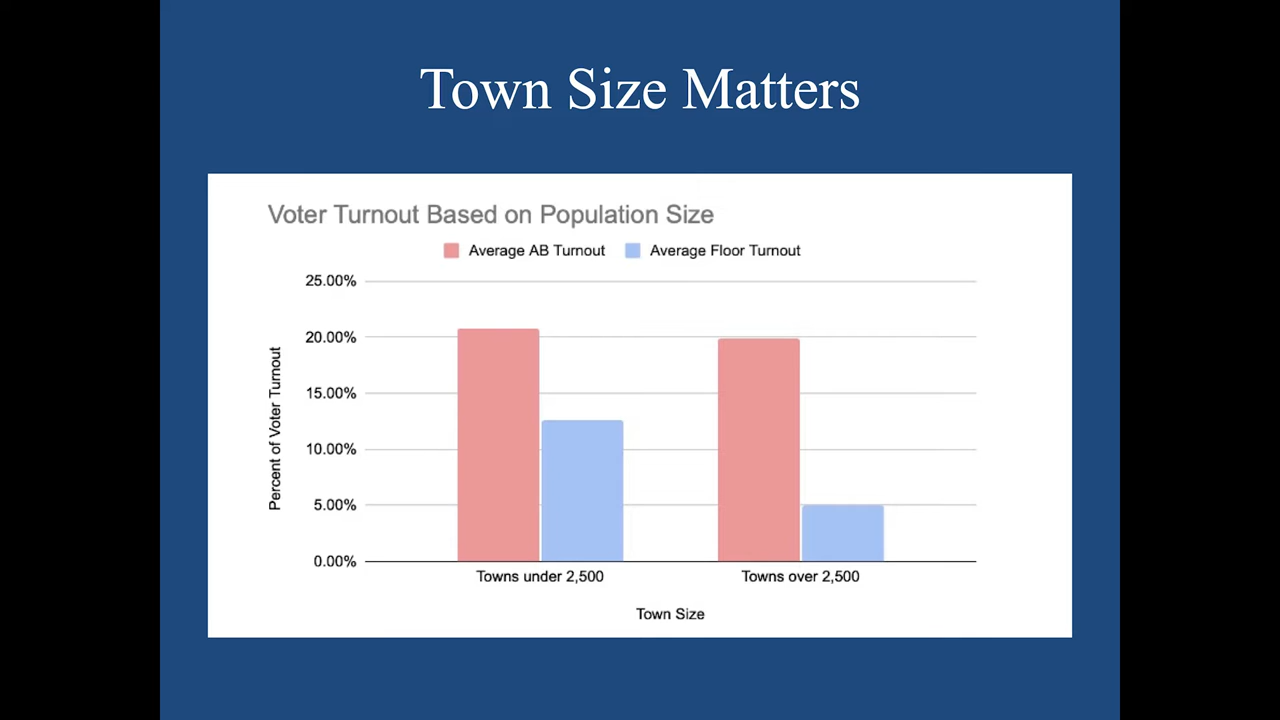 Town Size Matters
Voter Turnout Based on Population Size
Average AB Turnout Average Floor Turnout
25.00%
20.00%
15.00%
10.00%
5.00%
0.00%
Percent of Voter Turnout
Towns under 2,500 Towns over 2,500
Town Size